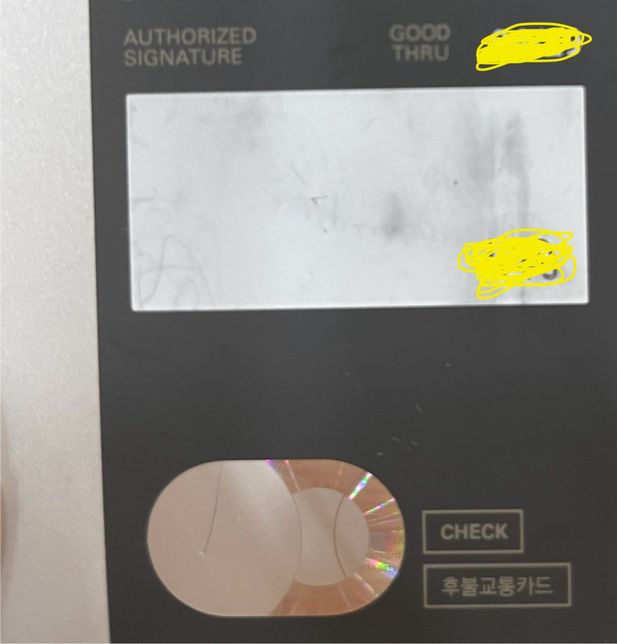 AUTHORIZED
SIGNATURE
GOOD
THRU
CHECK
후불교통카드